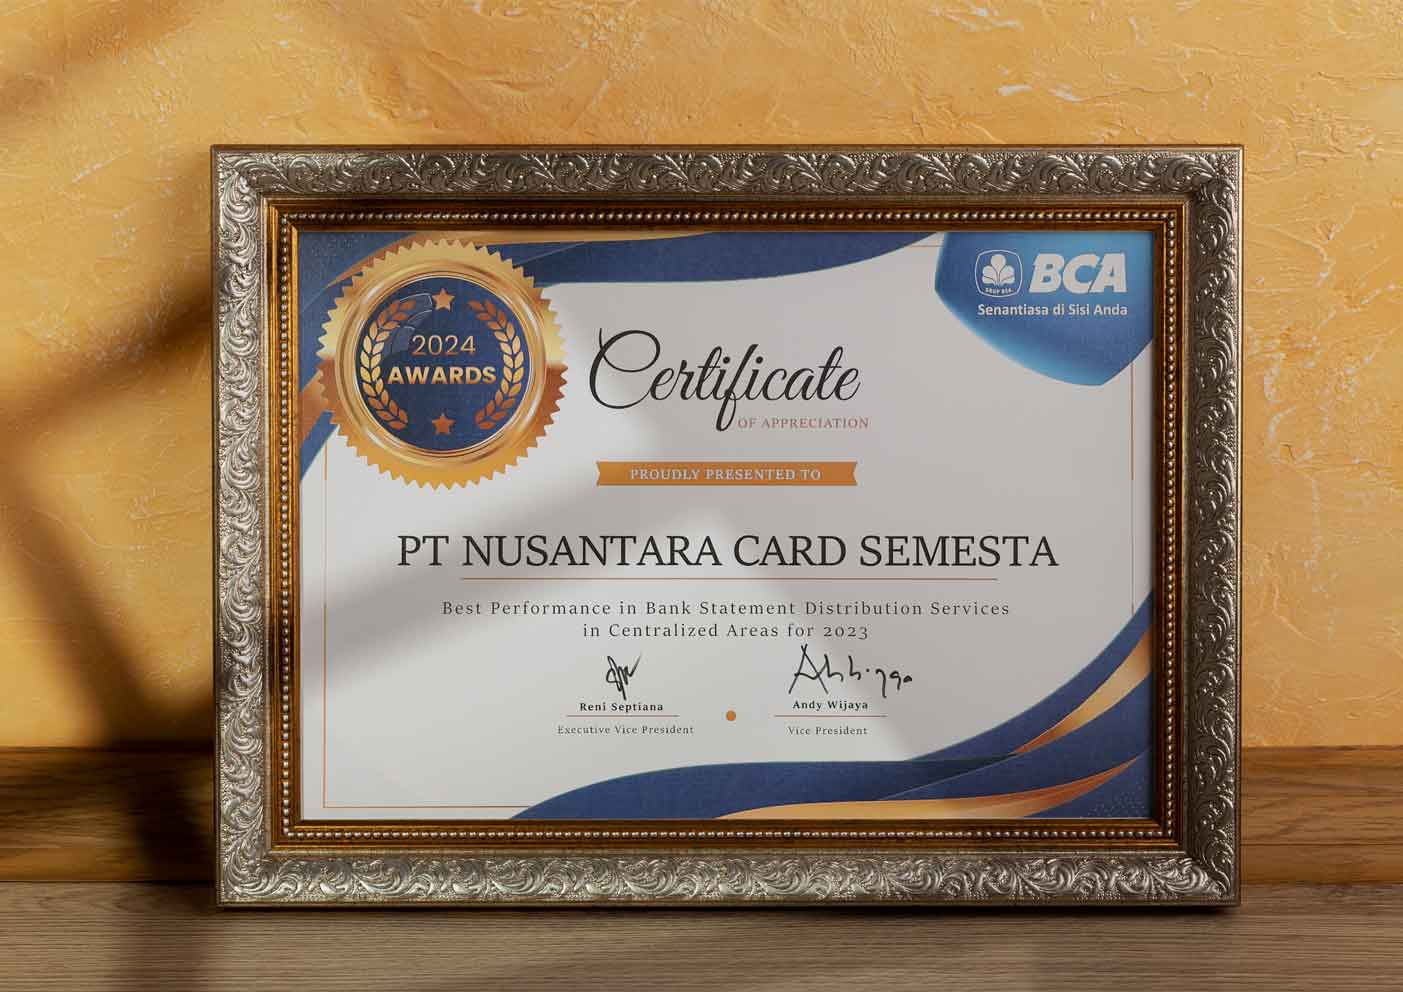 2024
AWARDS
GRUP BCA
BCA
Senantiasa di Sisi Anda
Certificate
OF APPRECIATION
PROUDLY PRESENTED TO
PT NUSANTARA CARD SEMESTA
Best Performance in Bank Statement Distribution Services
in Centralized Areas for 2023
Reni Septiana
Executive Vice President
Andy Wijaya
Vice President